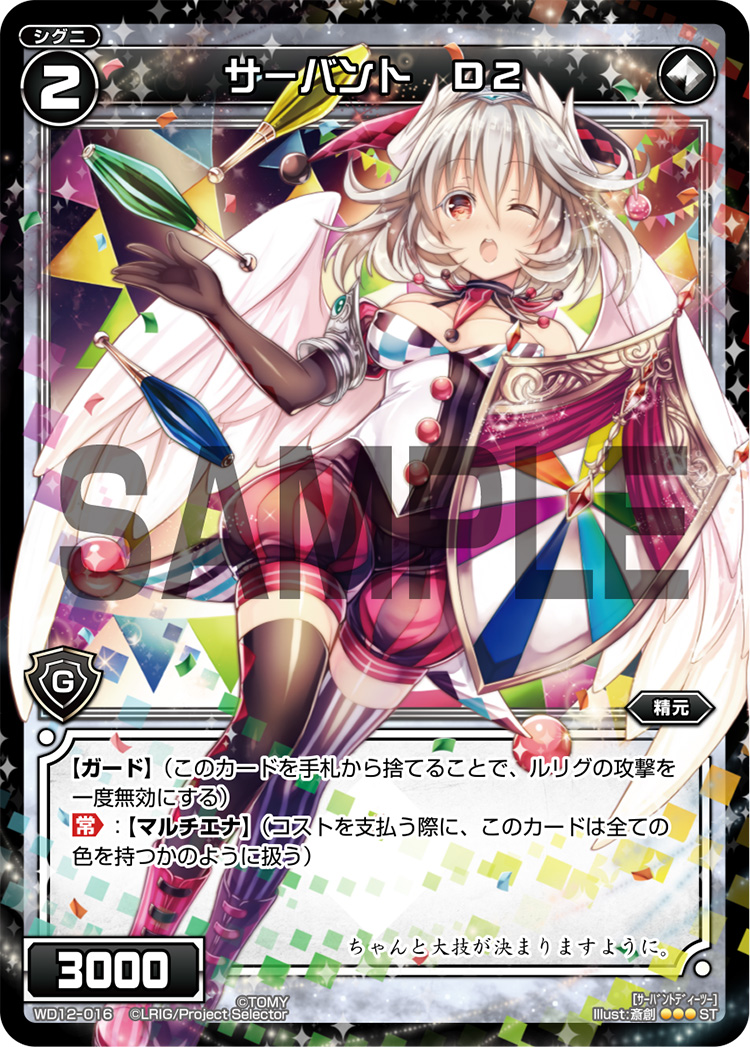 シグニ
2
サーバント　D2
SAMPLE
G
精元
【ガード】（このカードを手札から捨てることで、ルリグの攻撃を
一度無効にする）
常：【マルチエナ】（コストを支払う際に、このカードは全ての
色を持つかのように扱う）
ちゃんと大技が決まりますように。
3000
©TOMY
[サーバントディーツー]
WD12-016 ©LRIG/Project Selector
Illust:斎創 ST